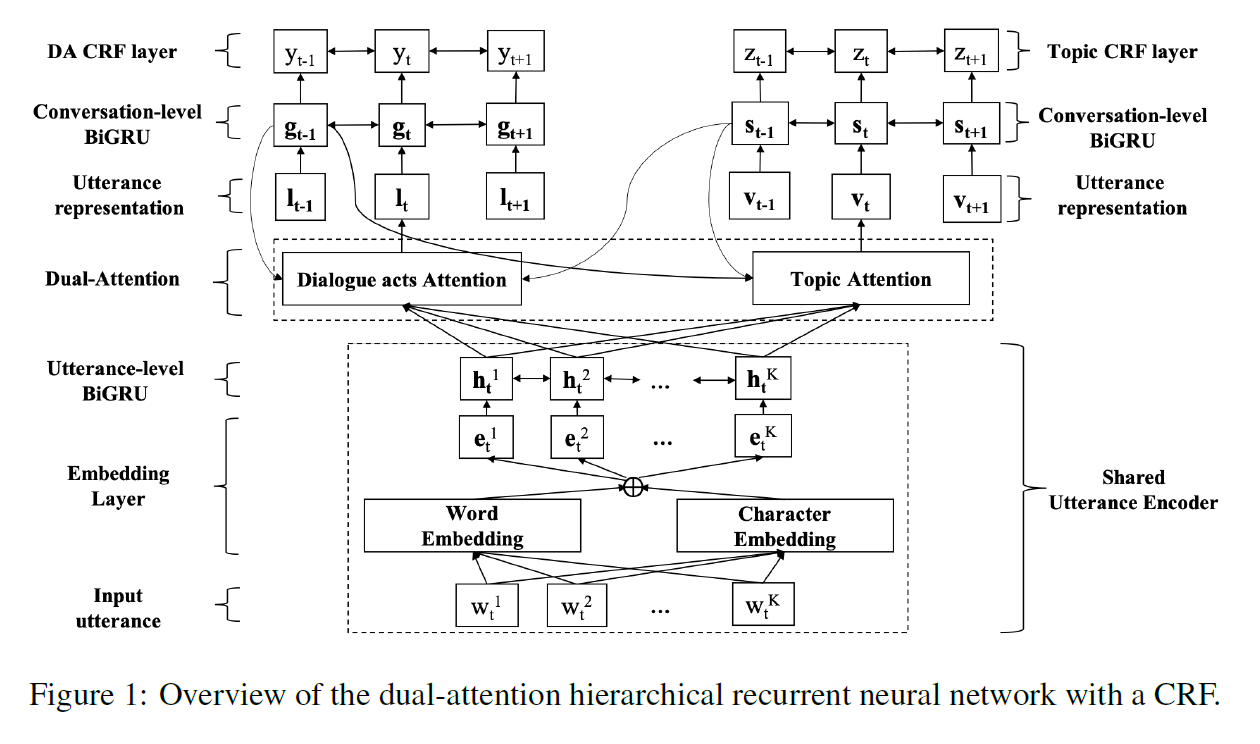 DA CRF layer
y_{t-1} y_t y_{t+1}
z_{t-1} z_t z_{t+1}
Topic CRF layer
Conversation-level
BiGRU
g_{t-1} g_t g_{t+1}
s_{t-1} s_t s_{t+1}
Conversation-level
BiGRU
Utterance
representation
l_{t-1} l_t l_{t+1}
v_{t-1} v_t v_{t+1}
Utterance
representation
Dual-Attention
Dialogue acts Attention
Topic Attention
Utterance-level
BiGRU
h_t^1 h_t^2 ... h_t^K
Embedding
Layer
e_t^1 e_t^2 ... e_t^K
Word
Embedding
Character
Embedding
Shared
Utterance Encoder
Input
utterance
w_t^1 w_t^2 ... w_t^K
Figure 1: Overview of the dual-attention hierarchical recurrent neural network with a CRF.